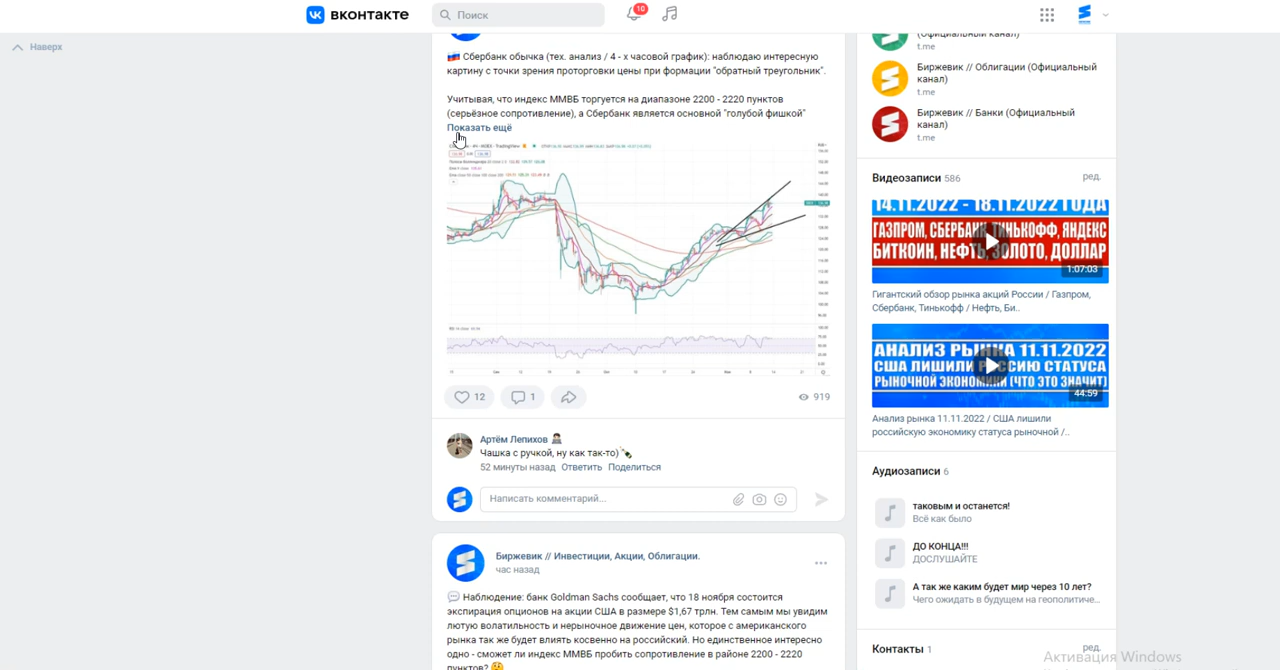 вконтакте
Поиск
10
Наверх
Сбербанк обычка (тех. анализ / 4 - х часовой график): наблюдаю интересную
картину с точки зрения проторговки цены при формации "обратный треугольник".
Учитывая, что индекс ММВБ торгуется на диапазоне 2200 - 2220 пунктов
(серьёзное сопротивление), а Сбербанк является основной "голубой фишкой"
Показать ещё
12
1
919
Артём Лепихов
Чашка с ручкой, ну как так-то)
52 минуты назад Ответить Поделиться
Написать комментарий...
Биржевик // Инвестиции, Акции, Облигации.
час назад
Наблюдение: банк Goldman Sachs сообщает, что 18 ноября состоится
экспирация опционов на акции США в размере $1,67 трлн. Тем самым мы увидим
лютую волатильность и нерыночное движение цен, которое с американского
рынка так же будет влиять косвенно на российский. Но единственное интересно
одно - сможет ли индекс ММВБ пробить сопротивление в районе 2200 - 2220
пунктов?
(Официальный канал)
t.me
Биржевик // Облигации (Официальный
канал)
t.me
Биржевик // Банки (Официальный
канал)
t.me
Видеозаписи 586
ред.
14.11.2022 - 18.11.2022 ГОДА
ГАЗПРОМ, СБЕРБАНК, ТИНЬКОФФ, ЯНДЕКС
БИТКОИН, НЕФТЬ, ЗОЛОТО, ДОЛЛАР
1:07:03
Гигантский обзор рынка акций России / Газпром,
Сбербанк, Тинькофф / Нефть, Би..
АНАЛИЗ РЫНКА 11.11.2022
США ЛИШИЛИ РОССИЮ СТАТУСА
РЫНОЧНОЙ ЭКОНОМИКИ (ЧТО ЭТО ЗНАЧИТ)
44:59
Анализ рынка 11.11.2022 / США лишили
российскую экономику статуса рыночной /..
Аудиозаписи 6
таковым и останется!
Всё как было
ДО КОНЦА!!!
ДОСЛУШАЙТЕ
А так же каким будет мир через 10 лет?
Чего ожидать в будущем на геополитиче...
Контакты 1
ред.
Активация Windows